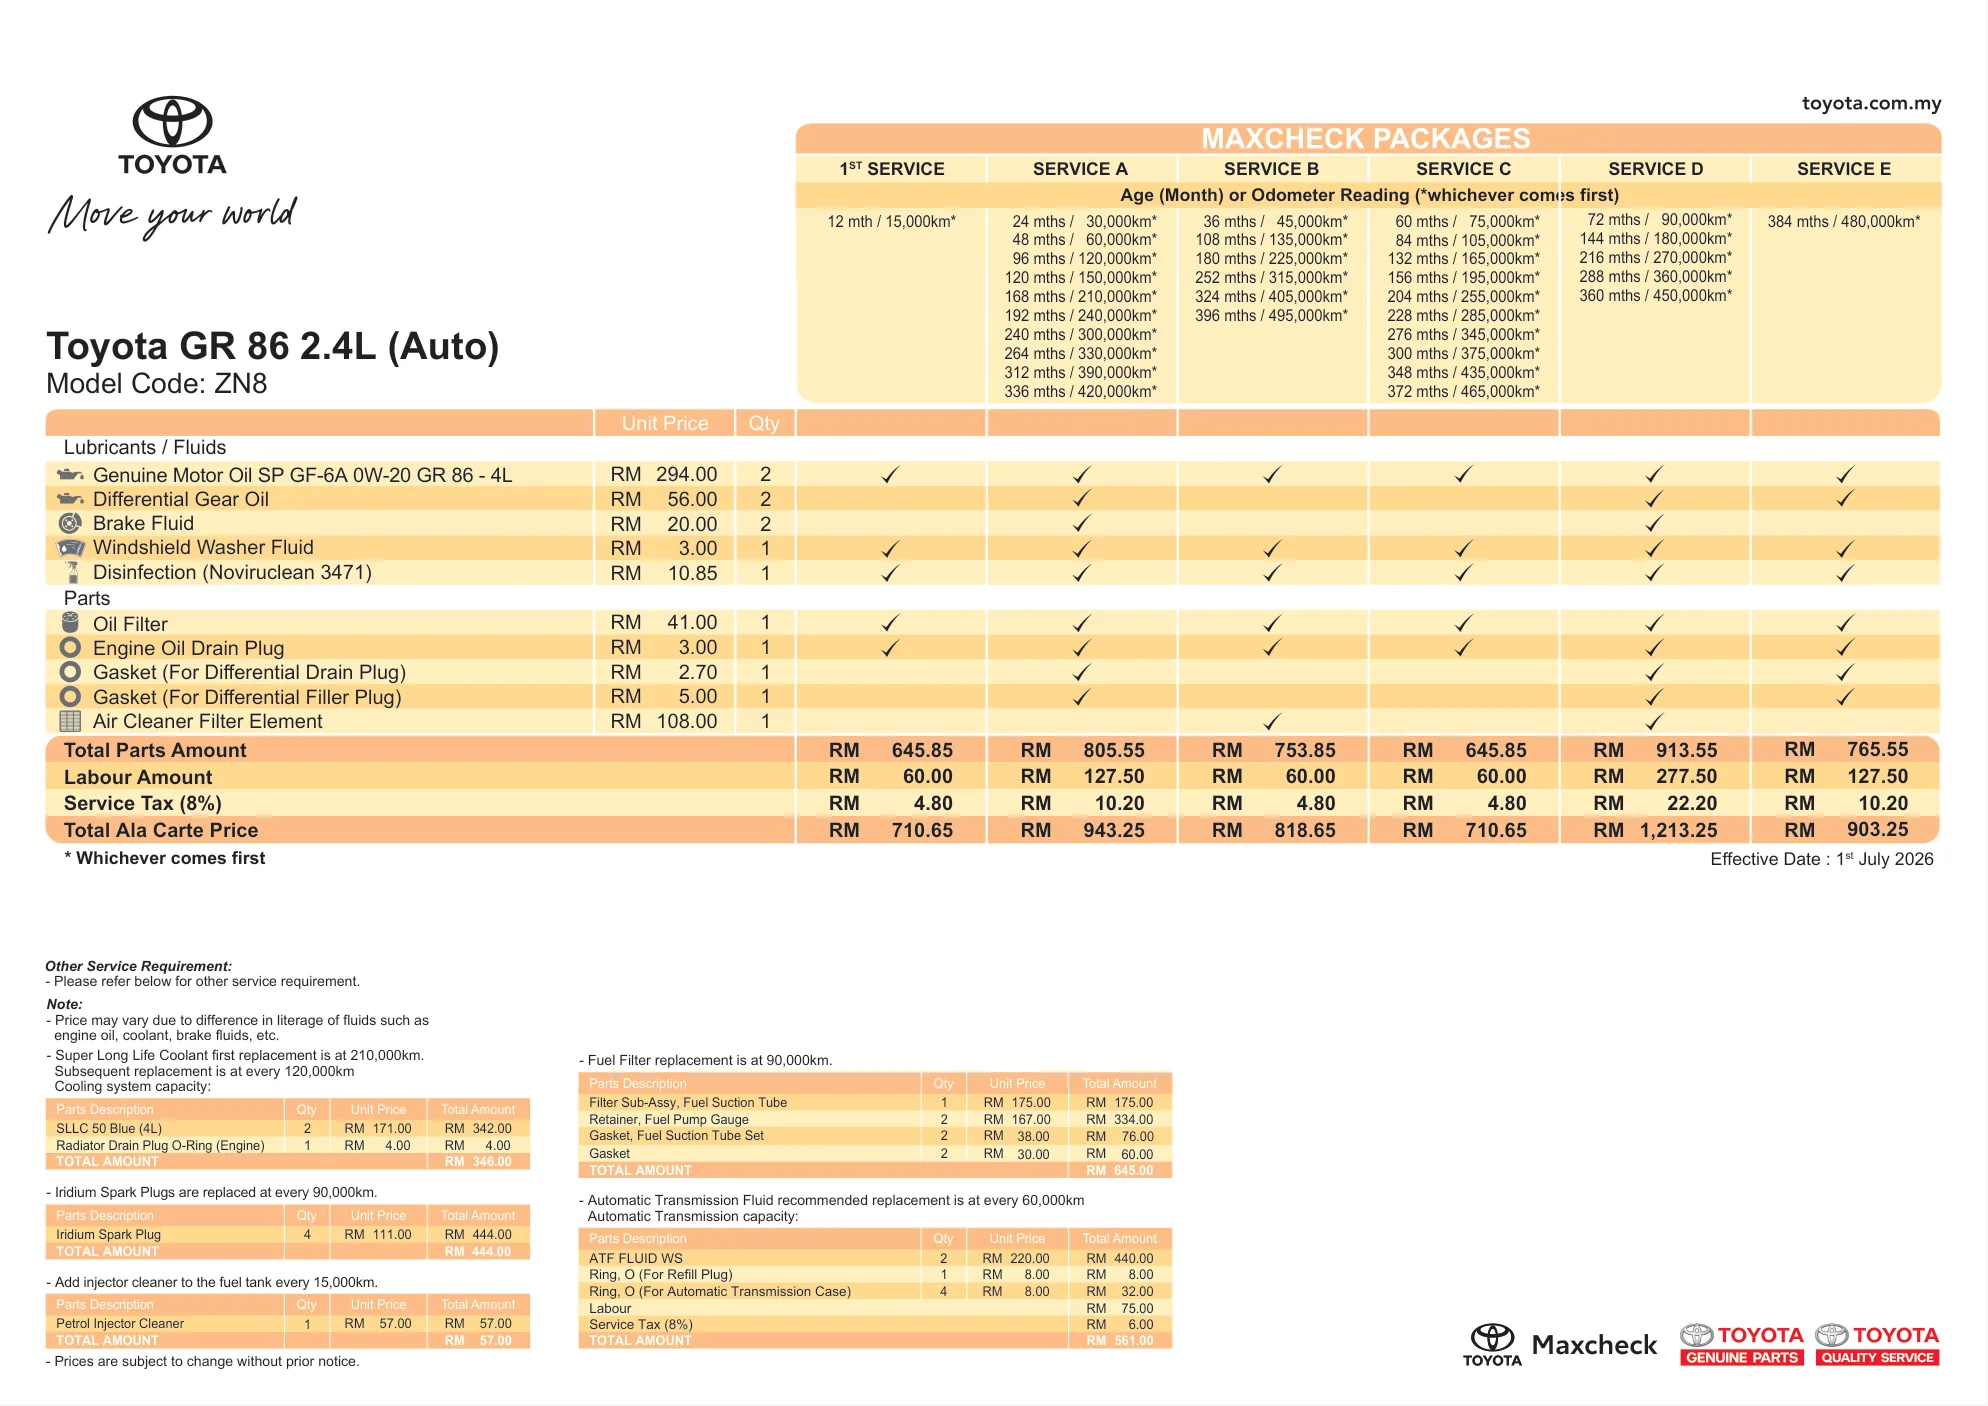 toyota.com.my
TOYOTA
Move your world
MAXCHECK PACKAGES
1ST SERVICE SERVICE A SERVICE B SERVICE C SERVICE D SERVICE E
Age (Month) or Odometer Reading (*whichever comes first)
12 mth / 15,000km* 24 mths / 30,000km* 36 mths / 45,000km* 60 mths / 75,000km* 72 mths / 90,000km* 384 mths / 480,000km*
48 mths / 60,000km* 108 mths / 135,000km* 84 mths / 105,000km* 144 mths / 180,000km*
96 mths / 120,000km* 180 mths / 225,000km* 132 mths / 165,000km* 216 mths / 270,000km*
120 mths / 150,000km* 252 mths / 315,000km* 156 mths / 195,000km* 288 mths / 360,000km*
168 mths / 210,000km* 324 mths / 405,000km* 204 mths / 255,000km* 360 mths / 450,000km*
192 mths / 240,000km* 396 mths / 495,000km* 228 mths / 285,000km*
240 mths / 300,000km* 276 mths / 345,000km*
264 mths / 330,000km* 300 mths / 375,000km*
312 mths / 390,000km* 348 mths / 435,000km*
336 mths / 420,000km* 372 mths / 465,000km*
Toyota GR 86 2.4L (Auto)
Model Code: ZN8
Unit Price Qty
Lubricants / Fluids
Genuine Motor Oil SP GF-6A 0W-20 GR 86 - 4L RM 294.00 2 ✓ ✓ ✓ ✓ ✓ ✓
Differential Gear Oil RM 56.00 2 ✓ ✓ ✓
Brake Fluid RM 20.00 2 ✓ ✓
Windshield Washer Fluid RM 3.00 1 ✓ ✓ ✓ ✓ ✓ ✓
Disinfection (Noviruclean 3471) RM 10.85 1 ✓ ✓ ✓ ✓ ✓ ✓
Parts
Oil Filter RM 41.00 1 ✓ ✓ ✓ ✓ ✓ ✓
Engine Oil Drain Plug RM 3.00 1 ✓ ✓ ✓ ✓ ✓ ✓
Gasket (For Differential Drain Plug) RM 2.70 1 ✓ ✓ ✓
Gasket (For Differential Filler Plug) RM 5.00 1 ✓ ✓ ✓
Air Cleaner Filter Element RM 108.00 1 ✓ ✓
Total Parts Amount RM 645.85 RM 805.55 RM 753.85 RM 645.85 RM 913.55 RM 765.55
Labour Amount RM 60.00 RM 127.50 RM 60.00 RM 60.00 RM 277.50 RM 127.50
Service Tax (8%) RM 4.80 RM 10.20 RM 4.80 RM 4.80 RM 22.20 RM 10.20
Total Ala Carte Price RM 710.65 RM 943.25 RM 818.65 RM 710.65 RM 1,213.25 RM 903.25
* Whichever comes first
Effective Date : 1st July 2026
Other Service Requirement:
- Please refer below for other service requirement.
Note:
- Price may vary due to difference in literage of fluids such as
engine oil, coolant, brake fluids, etc.
- Super Long Life Coolant first replacement is at 210,000km.
Subsequent replacement is at every 120,000km
Cooling system capacity:
Parts Description Qty Unit Price Total Amount
SLLC 50 Blue (4L) 2 RM 171.00 RM 342.00
Radiator Drain Plug O-Ring (Engine) 1 RM 4.00 RM 4.00
TOTAL AMOUNT RM 346.00
- Iridium Spark Plugs are replaced at every 90,000km.
Parts Description Qty Unit Price Total Amount
Iridium Spark Plug 4 RM 111.00 RM 444.00
TOTAL AMOUNT RM 444.00
- Add injector cleaner to the fuel tank every 15,000km.
Parts Description Qty Unit Price Total Amount
Petrol Injector Cleaner 1 RM 57.00 RM 57.00
TOTAL AMOUNT RM 57.00
- Prices are subject to change without prior notice.
- Fuel Filter replacement is at 90,000km.
Parts Description Qty Unit Price Total Amount
Filter Sub-Assy, Fuel Suction Tube 1 RM 175.00 RM 175.00
Retainer, Fuel Pump Gauge 2 RM 167.00 RM 334.00
Gasket, Fuel Suction Tube Set 2 RM 38.00 RM 76.00
Gasket 2 RM 30.00 RM 60.00
TOTAL AMOUNT RM 645.00
- Automatic Transmission Fluid recommended replacement is at every 60,000km
Automatic Transmission capacity:
Parts Description Qty Unit Price Total Amount
ATF FLUID WS 2 RM 220.00 RM 440.00
Ring, O (For Refill Plug) 1 RM 8.00 RM 8.00
Ring, O (For Automatic Transmission Case) 4 RM 8.00 RM 32.00
Labour RM 75.00
Service Tax (8%) RM 6.00
TOTAL AMOUNT RM 561.00
TOYOTA Maxcheck
TOYOTA GENUINE PARTS
TOYOTA QUALITY SERVICE